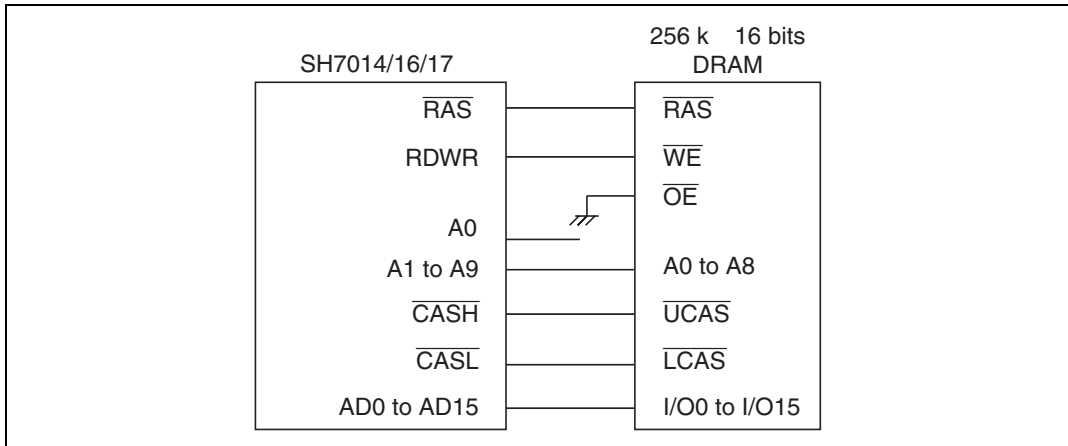 256 k 16 bits
SH7014/16/17 DRAM
RAS RAS
RDWR WE
OE
A0
A1 to A9 A0 to A8
CASH UCAS
CASL LCAS
AD0 to AD15 I/O0 to I/O15